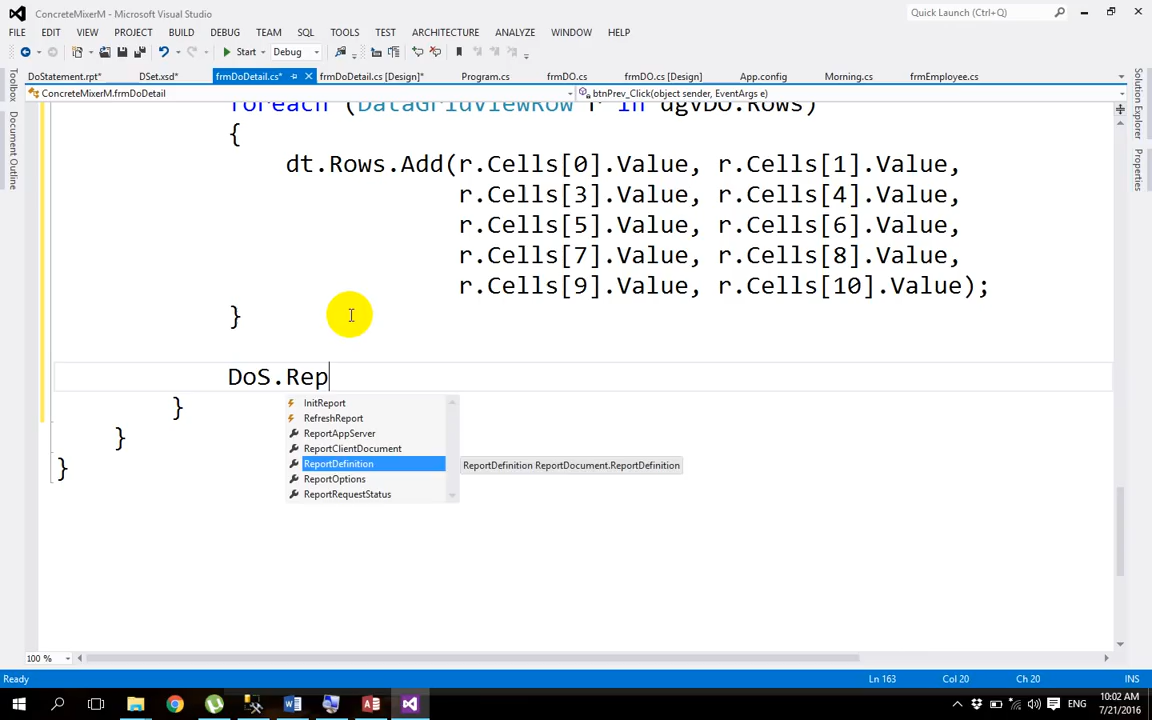 ConcreteMixerM - Microsoft Visual Studio
Quick Launch (Ctrl+Q)
FILE EDIT VIEW PROJECT BUILD DEBUG TEAM SQL TOOLS TEST ARCHITECTURE ANALYZE WINDOW HELP
Start Debug
DoStatement.rpt* DSet.xsd* frmDoDetail.cs* frmDoDetail.cs [Design]* Program.cs frmDO.cs frmDO.cs [Design] App.config Morning.cs frmEmployee.cs
ConcreteMixerM.frmDoDetail btnPrev_Click(object sender, EventArgs e)
Toolbox
Document Outline
Solution Explorer
Properties
foreach (DataGridViewRow r in dgvDO.Rows)
{
dt.Rows.Add(r.Cells[0].Value, r.Cells[1].Value,
r.Cells[3].Value, r.Cells[4].Value,
r.Cells[5].Value, r.Cells[6].Value,
r.Cells[7].Value, r.Cells[8].Value,
r.Cells[9].Value, r.Cells[10].Value);
}
DoS.Rep
}
}
}
InitReport
RefreshReport
ReportAppServer
ReportClientDocument
ReportDefinition ReportDefinition ReportDocument.ReportDefinition
ReportOptions
ReportRequestStatus
100 %
Ready Ln 163 Col 20 Ch 20 INS
ENG 10:02 AM
7/21/2016